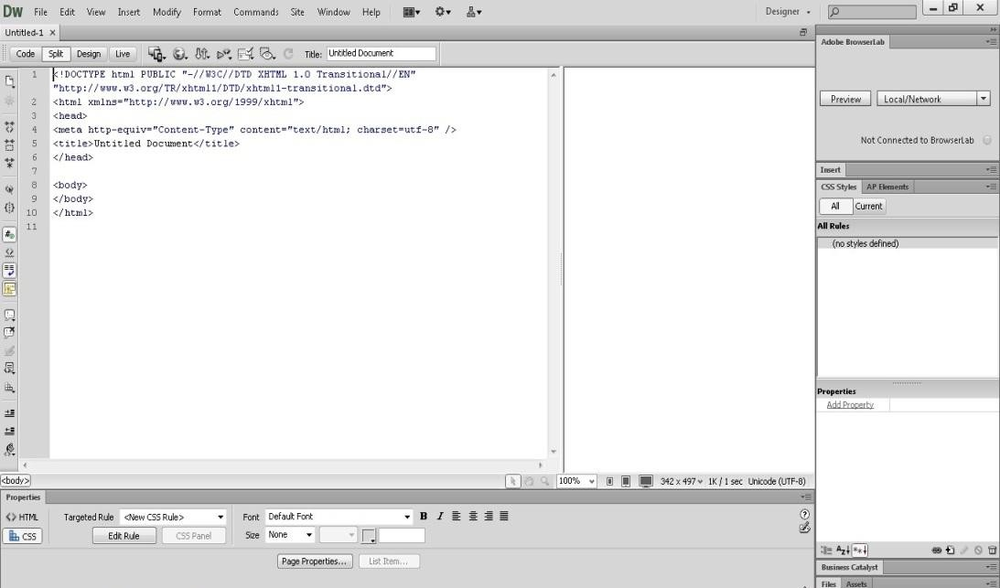 DW File Edit View Insert Modify Format Commands Site Window Help Designer
Untitled-1 ×
Code Split Design Live Title: Untitled Document
1 <!DOCTYPE html PUBLIC "-//W3C//DTD XHTML 1.0 Transitional//EN"
"http://www.w3.org/TR/xhtml1/DTD/xhtml1-transitional.dtd">
2 <html xmlns="http://www.w3.org/1999/xhtml">
3 <head>
4 <meta http-equiv="Content-Type" content="text/html; charset=utf-8" />
5 <title>Untitled Document</title>
6 </head>
7
8 <body>
9 </body>
10 </html>
11
Adobe BrowserLab
Preview Local/Network
Not Connected to BrowserLab
Insert
CSS Styles AP Elements
All Current
All Rules
(no styles defined)
Properties
Add Property
<body> 100% 342 x 497 1K / 1 sec Unicode (UTF-8)
Properties
<> HTML Targeted Rule <New CSS Rule> Font Default Font B I
CSS Edit Rule CSS Panel Size None
Page Properties... List Item...
Business Catalyst
Files Assets